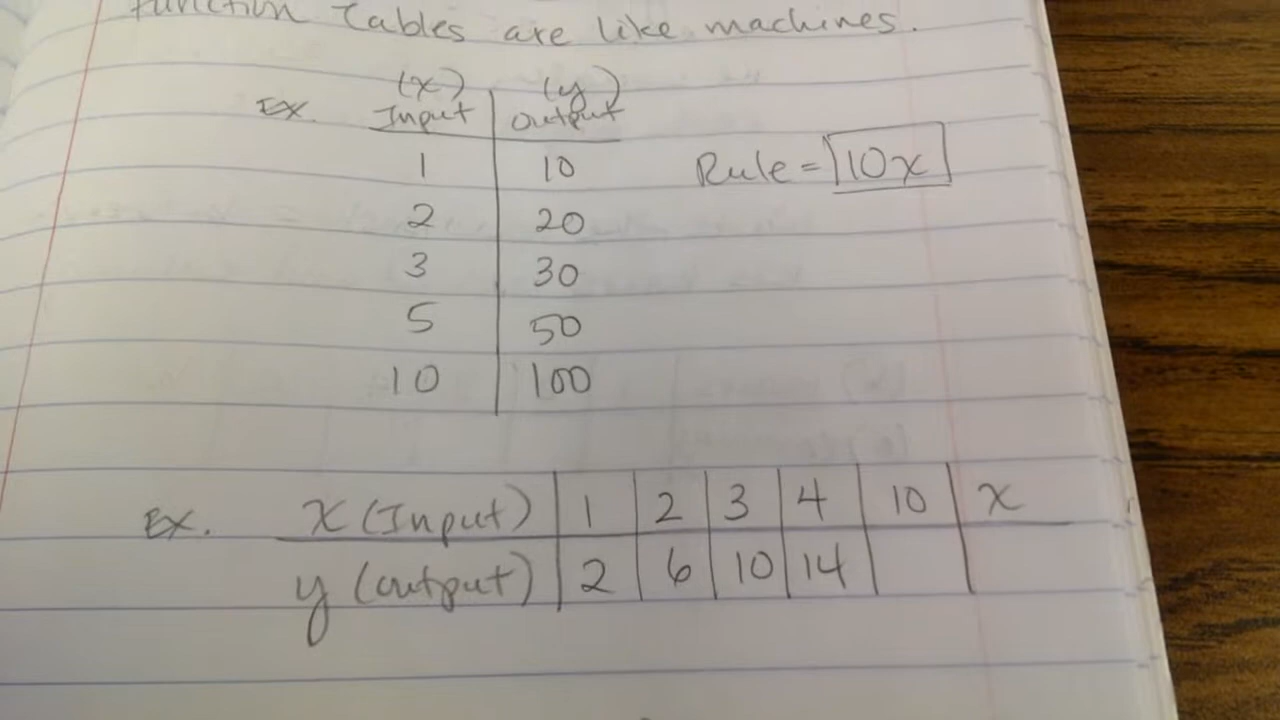 Function Tables are like machines.
(x) (y)
Ex. Input Output
1 10 Rule = 10x
2 20
3 30
5 50
10 100
Ex. x (Input) 1 2 3 4 10 x
y (output) 2 6 10 14